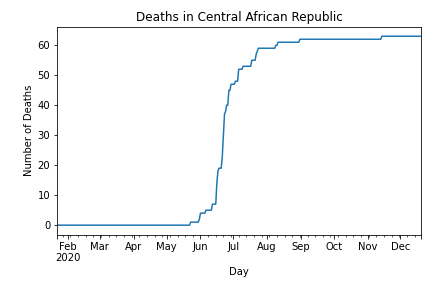 Deaths in Central African Republic
Number of Deaths
60
50
40
30
20
10
0
Feb Mar Apr May Jun Jul Aug Sep Oct Nov Dec
2020
Day